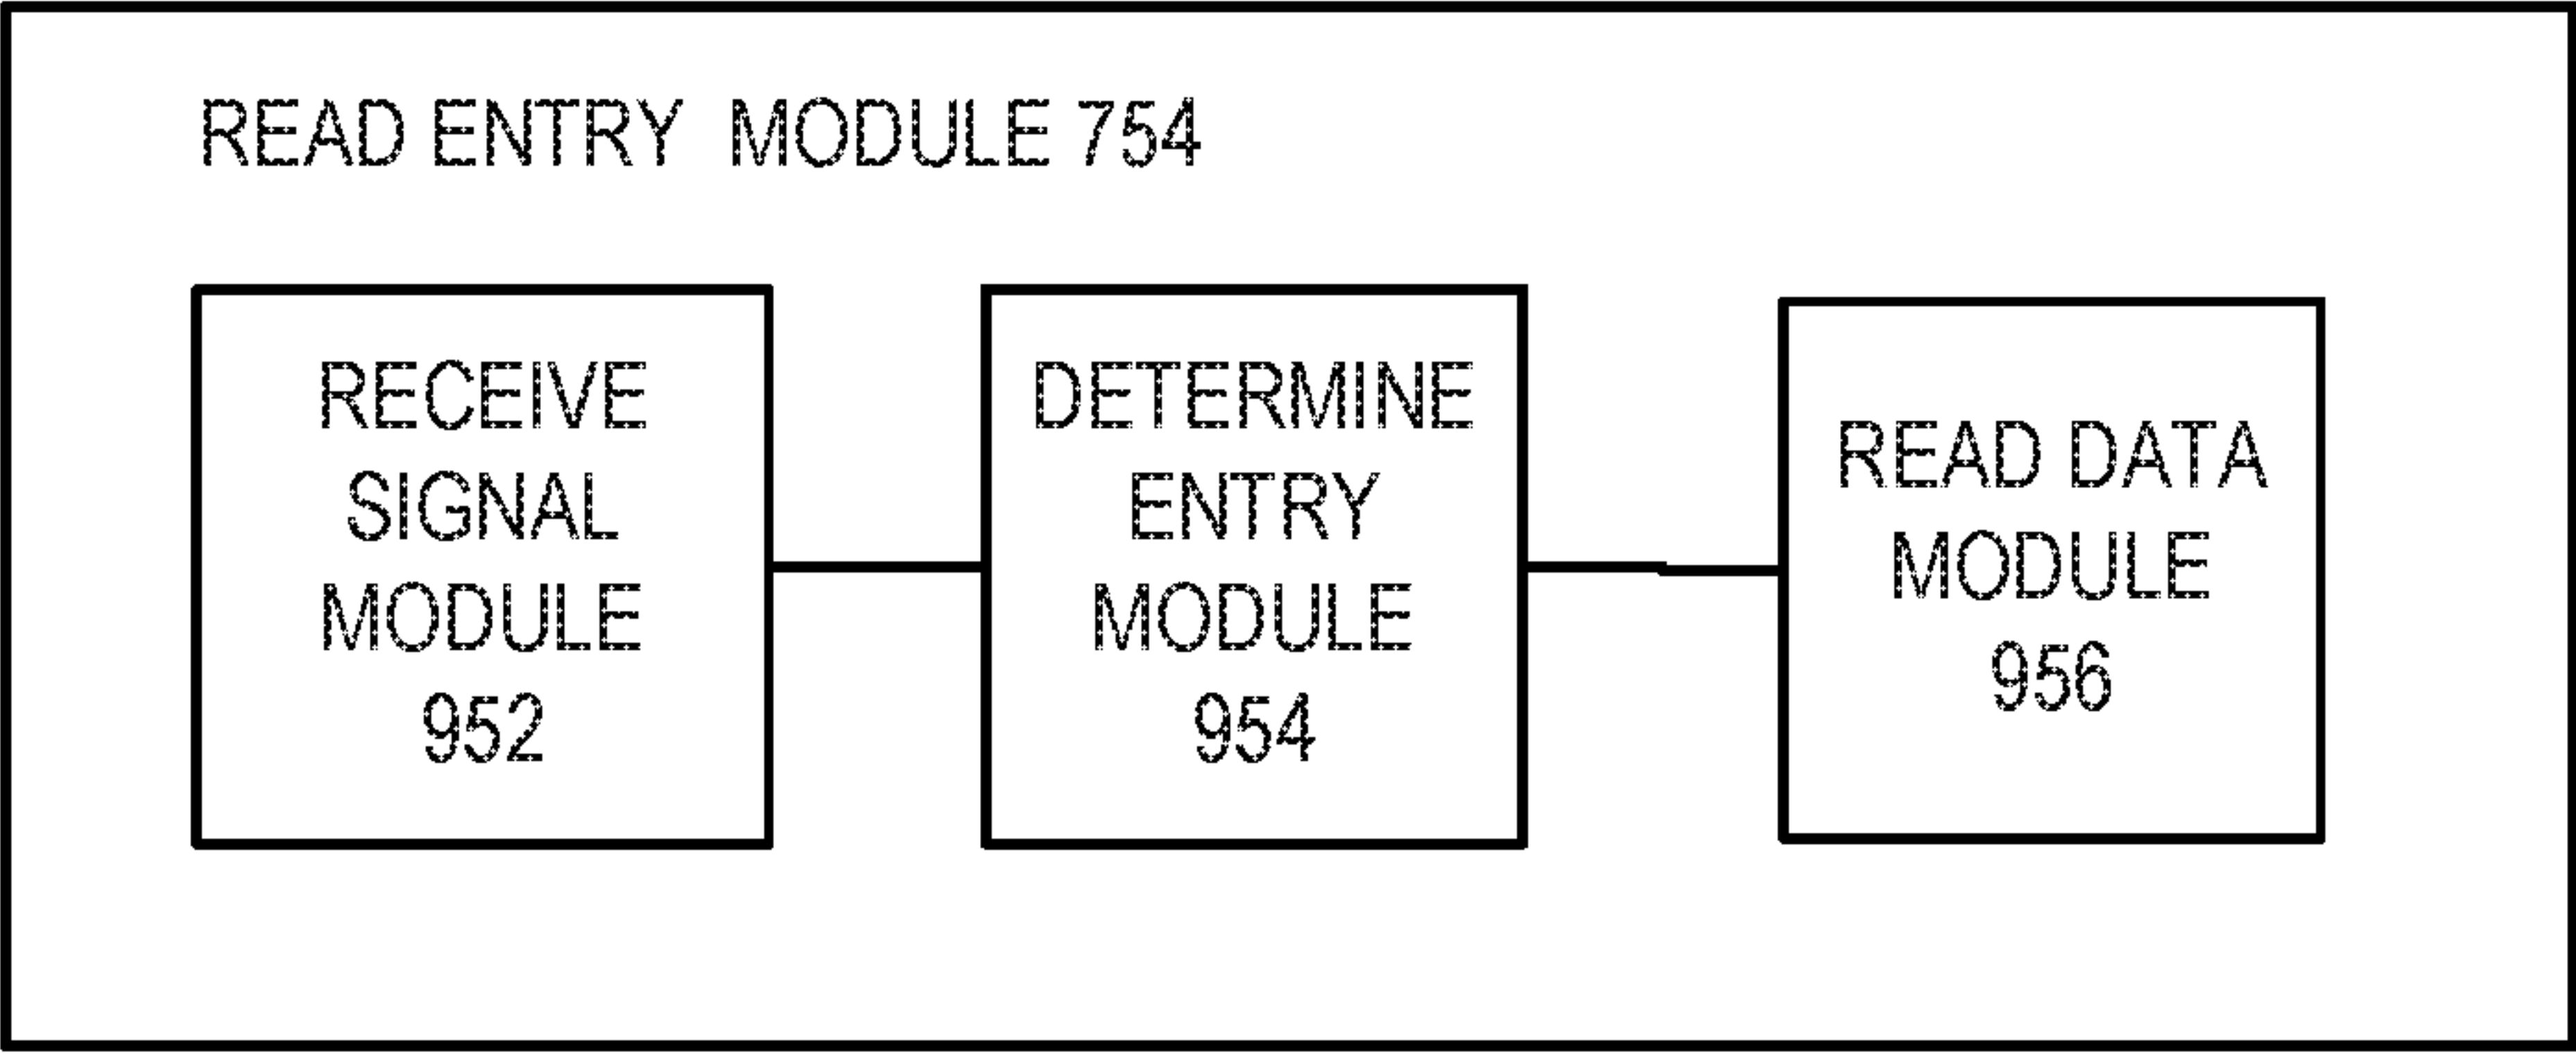 READ ENTRY MODULE 754
RECEIVE
SIGNAL
MODULE
952
DETERMINE
ENTRY
MODULE
954
READ DATA
MODULE
956